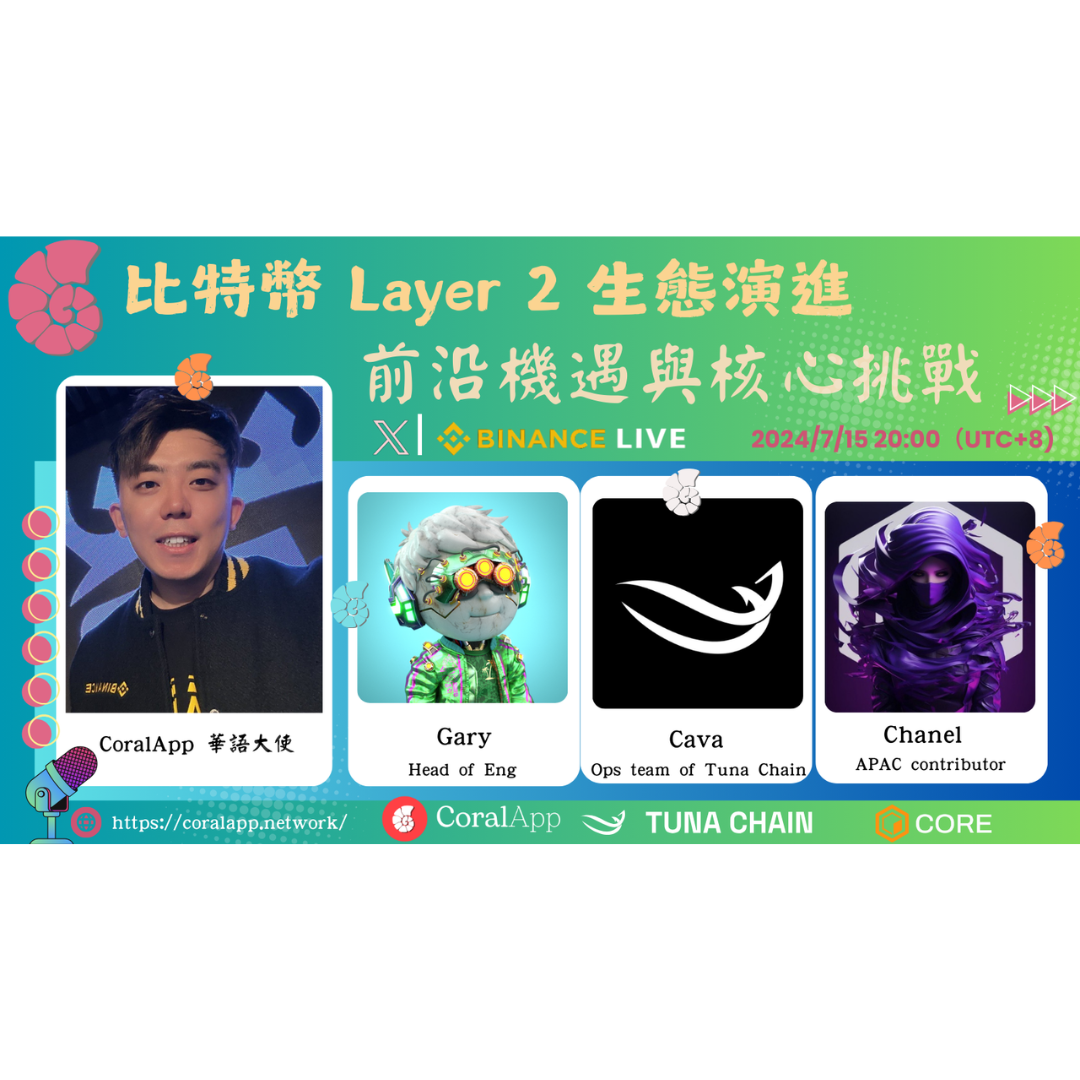 比特幣 Layer 2 生態演進
前沿機遇與核心挑戰
X | BINANCE LIVE
2024/7/15 20:00（UTC+8)
BINANCE
CoralApp 華語大使
Gary
Head of Eng
Cava
Ops team of Tuna Chain
Chanel
APAC contributor
https://coralapp.network/
CoralApp
TUNA CHAIN
CORE